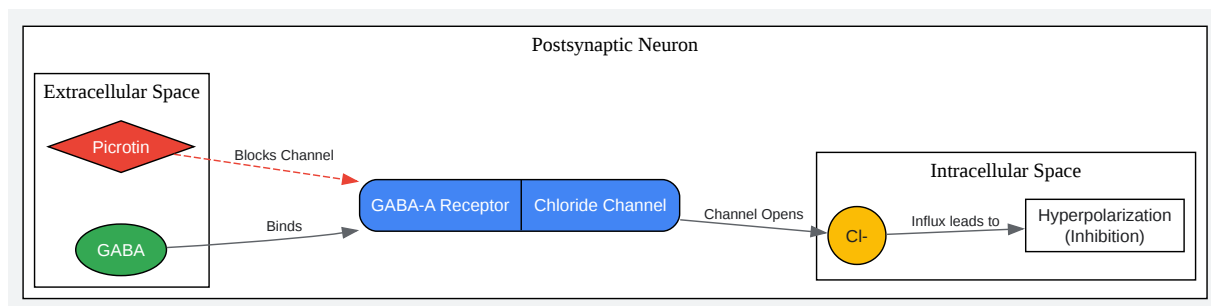 Postsynaptic Neuron
Extracellular Space
Picrotin
Blocks Channel
GABA
Binds
GABA-A Receptor
Chloride Channel
Channel Opens
Intracellular Space
Cl-
Influx leads to
Hyperpolarization
(Inhibition)